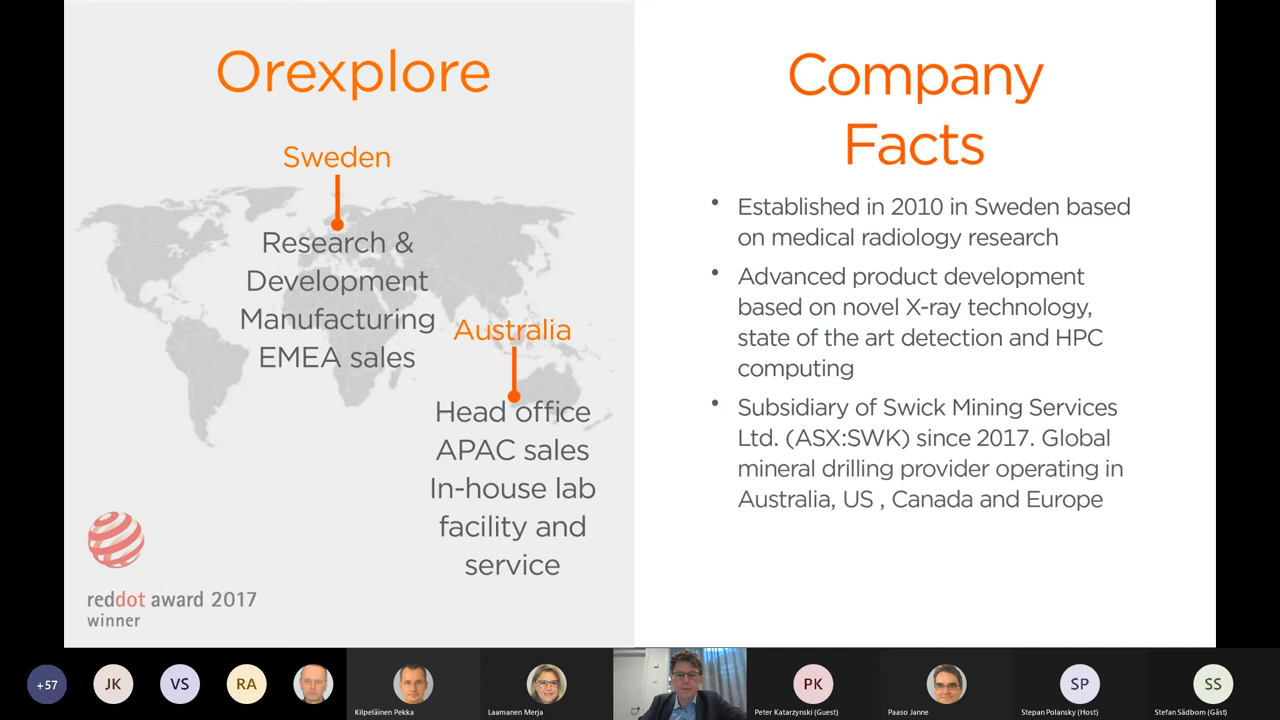 Orexplore
Sweden
Research &
Development
Manufacturing
EMEA sales
Australia
Head office
APAC sales
In-house lab
facility and
service
reddot award 2017
winner
Company
Facts
• Established in 2010 in Sweden based
on medical radiology research
• Advanced product development
based on novel X-ray technology,
state of the art detection and HPC
computing
• Subsidiary of Swick Mining Services
Ltd. (ASX:SWK) since 2017. Global
mineral drilling provider operating in
Australia, US , Canada and Europe
+57
JK
VS
RA
Kilpeläinen Pekka
Laamanen Merja
PK
Peter Katarzynski (Guest)
Paaso Janne
SP
Stepan Polansky (Host)
SS
Stefan Sädbom (Gäst)